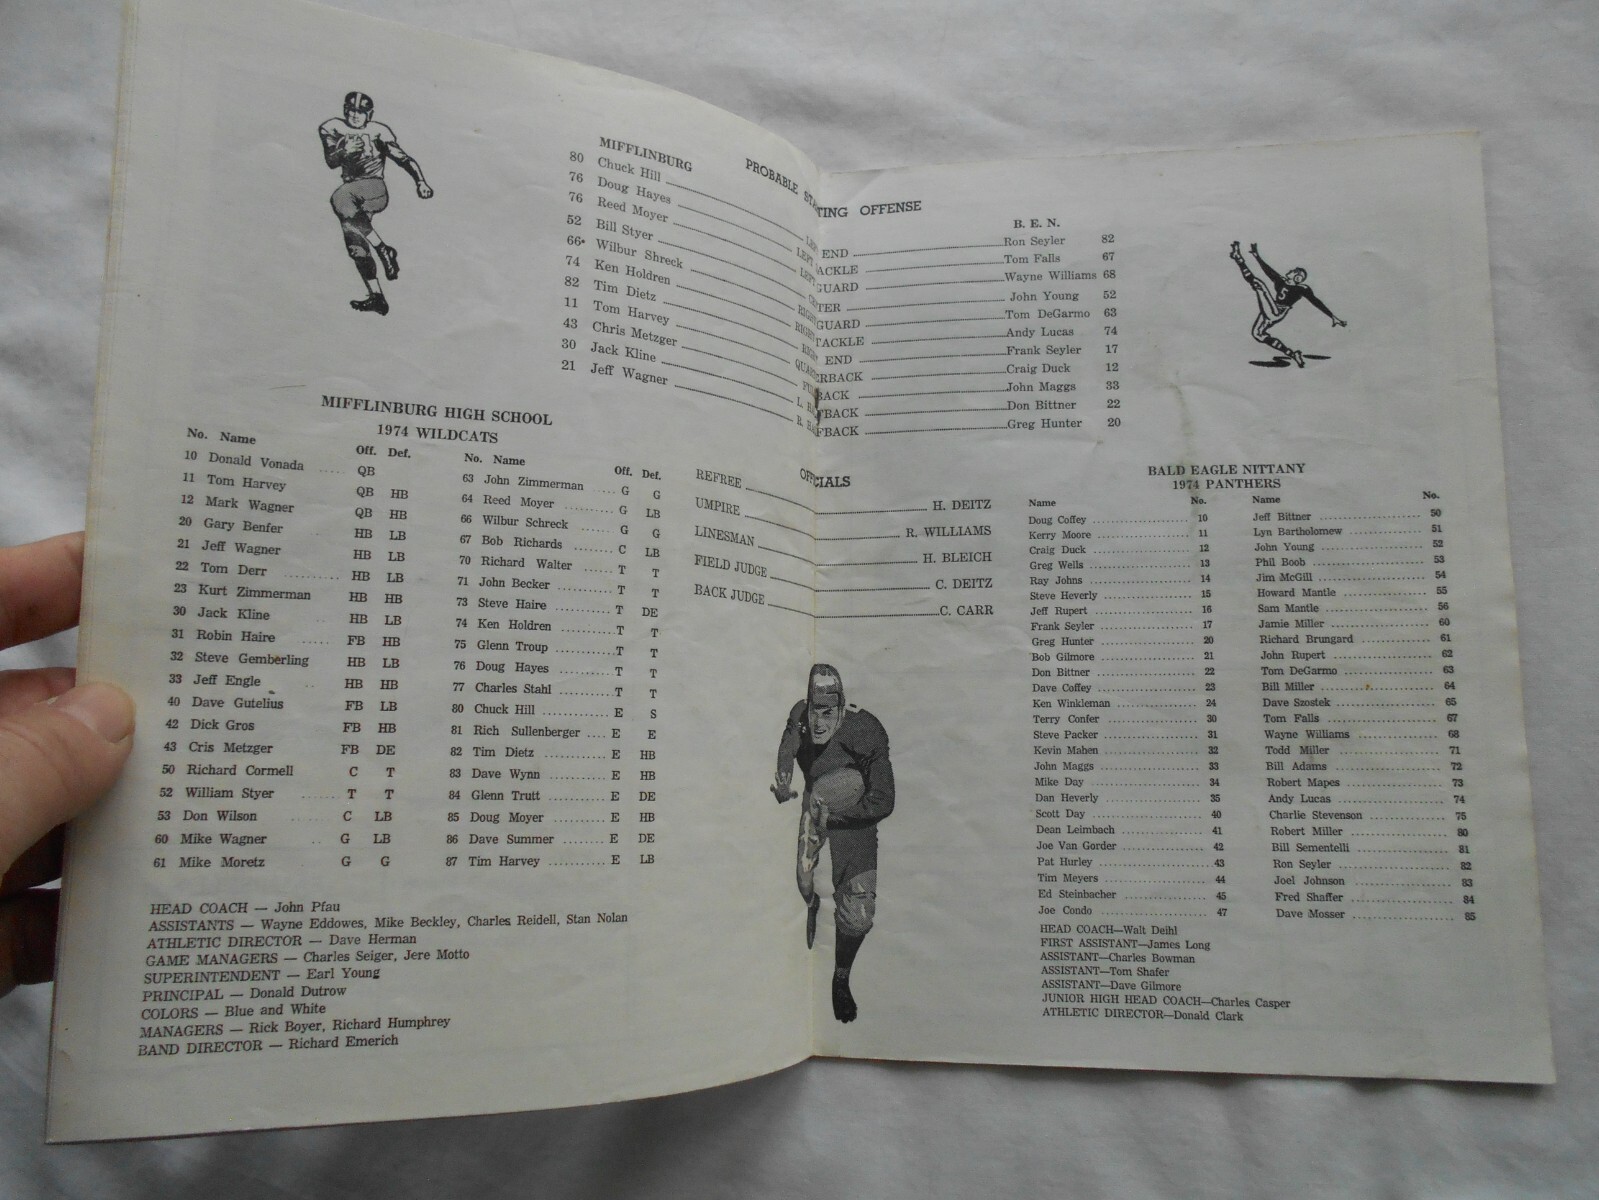 MIFFLINBURG PROBABLE STARTING OFFENSE
B. E. N.
80 Chuck Hill LEFT END Ron Seyler 82
76 Doug Hayes LEFT TACKLE Tom Falls 67
76 Reed Moyer LEFT GUARD Wayne Williams 68
52 Bill Styer CENTER John Young 52
66 Wilbur Shreck RIGHT GUARD Tom DeGarmo 63
74 Ken Holdren RIGHT TACKLE Andy Lucas 74
82 Tim Dietz RIGHT END Frank Seyler 17
11 Tom Harvey QUARTERBACK Craig Duck 12
43 Chris Metzger FULLBACK John Maggs 33
30 Jack Kline L. HALFBACK Don Bittner 22
21 Jeff Wagner R. HALFBACK Greg Hunter 20
MIFFLINBURG HIGH SCHOOL
1974 WILDCATS
No. Name Off. Def.
10 Donald Vonada ..... QB
11 Tom Harvey QB HB
12 Mark Wagner QB HB
20 Gary Benfer HB LB
21 Jeff Wagner HB LB
22 Tom Derr .......... HB LB
23 Kurt Zimmerman HB HB
30 Jack Kline HB LB
31 Robin Haire ..... FB HB
32 Steve Gemberling HB LB
33 Jeff Engle HB HB
40 Dave Gutelius FB LB
42 Dick Gros FB HB
43 Cris Metzger FB DE
50 Richard Cormell C T
52 William Styer ..... T T
53 Don Wilson C LB
60 Mike Wagner G LB
61 Mike Moretz G G
No. Name Off. Def.
63 John Zimmerman .... G G
64 Reed Moyer .......... G LB
66 Wilbur Schreck ...... G G
67 Bob Richards ........ C LB
70 Richard Walter ...... T T
71 John Becker ......... T T
73 Steve Haire ......... T DE
74 Ken Holdren .......... T T
75 Glenn Troup .......... T T
76 Doug Hayes .......... T T
77 Charles Stahl ......... T T
80 Chuck Hill ............ E S
81 Rich Sullenberger .... E E
82 Tim Dietz ............ E HB
83 Dave Wynn .......... E HB
84 Glenn Trutt ........... E DE
85 Doug Moyer .......... E HB
86 Dave Summer ........ E DE
87 Tim Harvey .......... E LB
HEAD COACH — John Pfau
ASSISTANTS — Wayne Eddowes, Mike Beckley, Charles Reidell, Stan Nolan
ATHLETIC DIRECTOR — Dave Herman
GAME MANAGERS — Charles Seiger, Jere Motto
SUPERINTENDENT — Earl Young
PRINCIPAL — Donald Dutrow
COLORS — Blue and White
MANAGERS — Rick Boyer, Richard Humphrey
BAND DIRECTOR — Richard Emerich
OFFICIALS
REFREE H. DEITZ
UMPIRE R. WILLIAMS
LINESMAN H. BLEICH
FIELD JUDGE C. DEITZ
BACK JUDGE C. CARR
BALD EAGLE NITTANY
1974 PANTHERS
Name No.
Doug Coffey 10
Kerry Moore 11
Craig Duck 12
Greg Wells 13
Ray Johns 14
Steve Heverly 15
Jeff Rupert 16
Frank Seyler 17
Greg Hunter 20
Bob Gilmore 21
Don Bittner 22
Dave Coffey 23
Ken Winkleman 24
Terry Confer 30
Steve Packer 31
Kevin Mahen 32
John Maggs 33
Mike Day 34
Dan Heverly 35
Scott Day 40
Dean Leimbach 41
Joe Van Gorder 42
Pat Hurley 43
Tim Meyers 44
Ed Steinbacher 45
Joe Condo 47
Name No.
Jeff Bittner 50
Lyn Bartholomew 51
John Young 52
Phil Boob 53
Jim McGill 54
Howard Mantle 55
Sam Mantle 56
Jamie Miller 60
Richard Brungard 61
John Rupert 62
Tom DeGarmo 63
Bill Miller 64
Dave Szostek 65
Tom Falls 67
Wayne Williams 68
Todd Miller 71
Bill Adams 72
Robert Mapes 73
Andy Lucas 74
Charlie Stevenson 75
Robert Miller 80
Bill Sementelli 81
Ron Seyler 82
Joel Johnson 83
Fred Shaffer 84
Dave Mosser 85
HEAD COACH—Walt Deihl
FIRST ASSISTANT—James Long
ASSISTANT—Charles Bowman
ASSISTANT—Tom Shafer
ASSISTANT—Dave Gilmore
JUNIOR HIGH HEAD COACH—Charles Casper
ATHLETIC DIRECTOR—Donald Clark